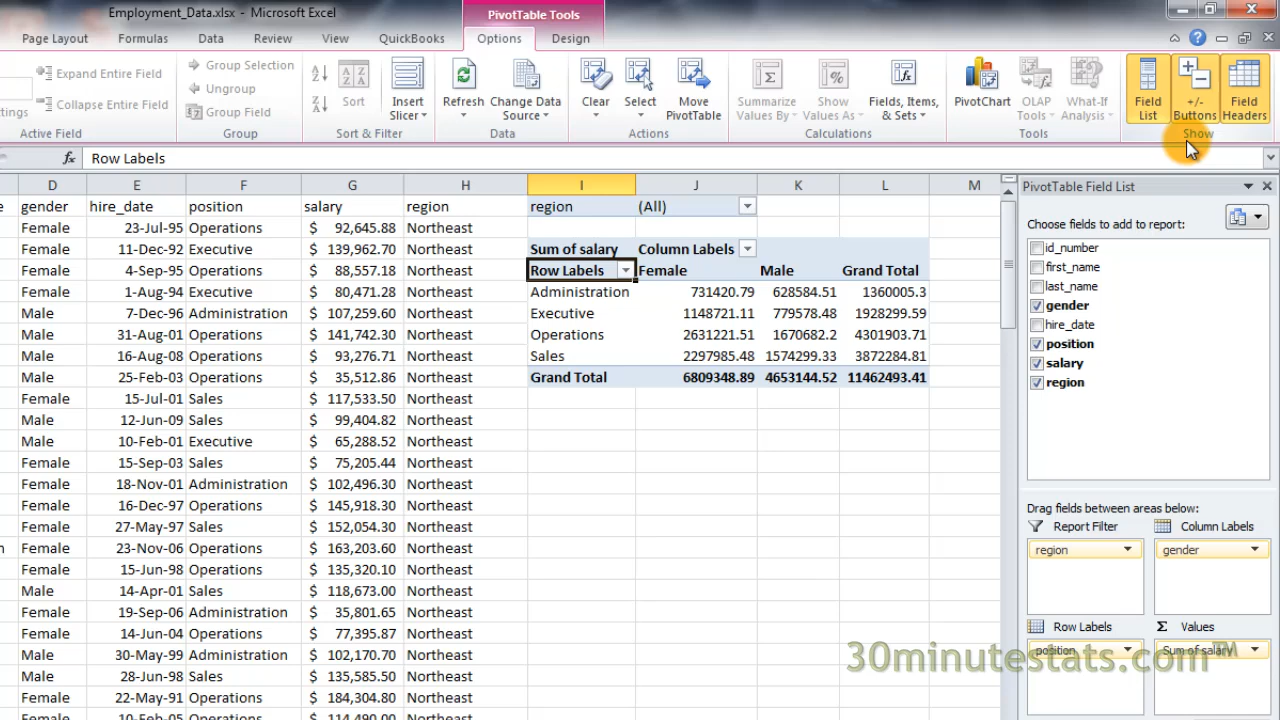 Employment_Data.xlsx - Microsoft Excel
PivotTable Tools
Page Layout Formulas Data Review View QuickBooks Options Design
Expand Entire Field
Collapse Entire Field
Active Field
Group Selection
Ungroup
Group Field
Group
Sort
Insert Slicer
Sort & Filter
Refresh
Change Data Source
Data
Clear
Select
Move PivotTable
Actions
Summarize Values By
Show Values As
Fields, Items, & Sets
Calculations
PivotChart
OLAP Tools
What-If Analysis
Tools
Field List
+/- Buttons
Field Headers
Show
fx Row Labels
D E F G H I J K L M
gender hire_date position salary region region (All)
Female 23-Jul-95 Operations $ 92,645.88 Northeast
Female 11-Dec-92 Executive $ 139,962.70 Northeast Sum of salary Column Labels
Female 4-Sep-95 Operations $ 88,557.18 Northeast Row Labels Female Male Grand Total
Female 1-Aug-94 Executive $ 80,471.28 Northeast Administration 731420.79 628584.51 1360005.3
Male 7-Dec-96 Administration $ 107,259.60 Northeast Executive 1148721.11 779578.48 1928299.59
Male 31-Aug-01 Operations $ 141,742.30 Northeast Operations 2631221.51 1670682.2 4301903.71
Male 16-Aug-08 Operations $ 93,276.71 Northeast Sales 2297985.48 1574299.33 3872284.81
Male 25-Feb-03 Operations $ 35,512.86 Northeast Grand Total 6809348.89 4653144.52 11462493.41
Female 15-Jul-01 Sales $ 117,533.50 Northeast
Male 12-Jun-09 Sales $ 99,404.82 Northeast
Male 10-Feb-01 Executive $ 65,288.52 Northeast
Female 15-Sep-03 Sales $ 75,205.44 Northeast
Female 18-Nov-01 Administration $ 102,496.30 Northeast
Female 16-Dec-97 Operations $ 145,918.30 Northeast
Female 27-May-97 Sales $ 152,054.30 Northeast
Female 23-Nov-06 Operations $ 163,203.60 Northeast
Female 15-Jun-98 Operations $ 135,320.10 Northeast
Male 14-Apr-01 Sales $ 118,673.00 Northeast
Female 19-Sep-06 Administration $ 35,801.65 Northeast
Female 14-Jun-04 Operations $ 77,395.87 Northeast
Male 30-May-99 Administration $ 102,170.70 Northeast
Male 28-Jun-98 Sales $ 135,585.50 Northeast
Female 22-May-91 Operations $ 184,304.80 Northeast
Female 10-Feb-05 Operations $ 114,490.00 Northeast
PivotTable Field List
Choose fields to add to report:
id_number
first_name
last_name
gender
hire_date
position
salary
region
Drag fields between areas below:
Report Filter Column Labels
region gender
Row Labels Σ Values
position Sum of salary
30minutestats.com™